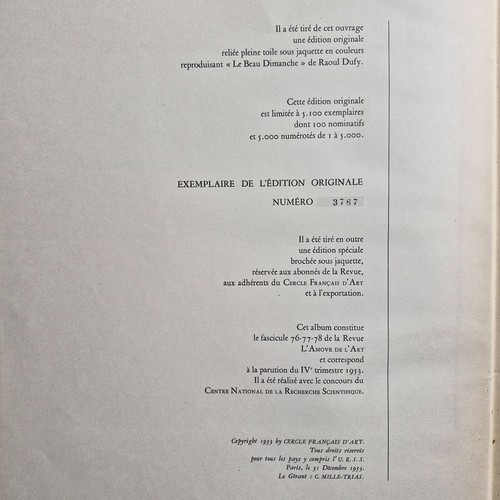 Il a été tiré de cet ouvrage
une édition originale
reliée pleine toile sous jaquette en couleurs
reproduisant « Le Beau Dimanche » de Raoul Dufy.
Cette édition originale
est limitée à 5.100 exemplaires
dont 100 nominatifs
et 5.000 numérotés de 1 à 5.000.
EXEMPLAIRE DE L'ÉDITION ORIGINALE
NUMÉRO 3767
Il a été tiré en outre
une édition spéciale
brochée sous jaquette,
réservée aux abonnés de la Revue,
aux adhérents du CERCLE FRANÇAIS D'ART
et à l'exportation.
Cet album constitue
le fascicule 76-77-78 de la Revue
L'AMOVR DE L'ART
et correspond
à la parution du IVe trimestre 1953.
Il a été réalisé avec le concours du
CENTRE NATIONAL DE LA RECHERCHE SCIENTIFIQUE.
Copyright 1953 by CERCLE FRANÇAIS D'ART.
Tous droits réservés
pour tous les pays y compris l'U.R.S.S.
Paris, le 31 Décembre 1953.
Le Gérant : C. MILLE-TRIAS.